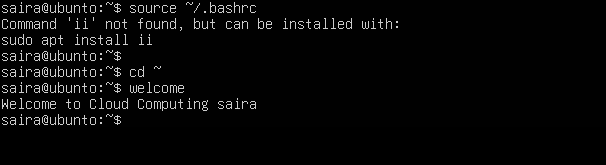 saira@ubunto:~$ source ~/.bashrc
Command 'ii' not found, but can be installed with:
sudo apt install ii
saira@ubunto:~$
saira@ubunto:~$ cd ~
saira@ubunto:~$ welcome
Welcome to Cloud Computing saira
saira@ubunto:~$